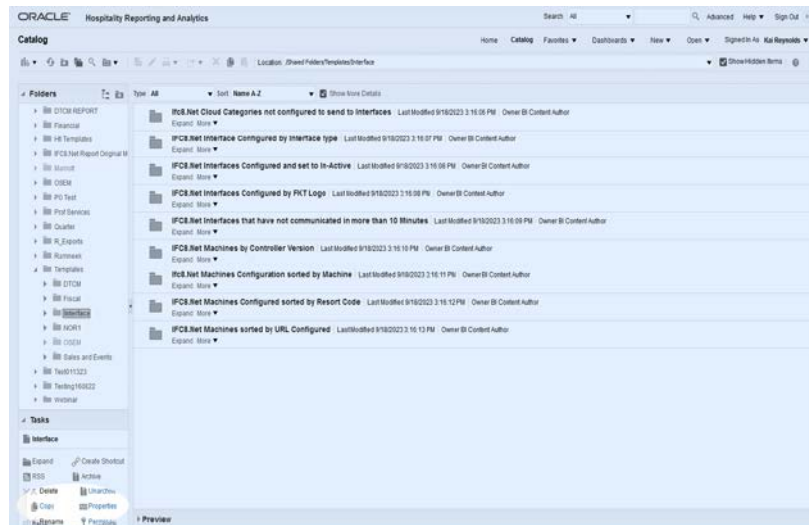 ORACLE Hospitality Reporting and Analytics
Search All
Advanced Help Sign Out
Catalog
Home Catalog Favorites Dashboards New Open Signed In As Kai Reynolds
Location /Shared Folders/Templates/Interface
Show Hidden Items
Folders
Type All Sort Name A-Z Show More Details
DTCM REPORT
Financial
Hit Templates
IFC8.Net Report Original M
Marriott
OSEM
PG Test
Prof Services
Quarter
R_Exports
Rumneek
Templates
DTCM
Fiscal
Interface
NOR1
OSEM
Sales and Events
Test011323
Testing160822
Webinar
Ifc8.Net Cloud Categories not configured to send to Interfaces Last Modified 9/18/2023 3:16:06 PM Owner BI Content Author
Expand More
IFC8.Net Interface Configured by Interface type Last Modified 9/18/2023 3:16:07 PM Owner BI Content Author
Expand More
IFC8.Net Interfaces Configured and set to In-Active Last Modified 9/18/2023 3:16:08 PM Owner BI Content Author
Expand More
IFC8.Net Interfaces Configured by FKT Logo Last Modified 9/18/2023 3:16:08 PM Owner BI Content Author
Expand More
IFC8.Net Interfaces that have not communicated in more than 10 Minutes Last Modified 9/18/2023 3:16:09 PM Owner BI Content Author
Expand More
IFC8.Net Machines by Controller Version Last Modified 9/18/2023 3:16:10 PM Owner BI Content Author
Expand More
Ifc8.Net Machines Configuration sorted by Machine Last Modified 9/18/2023 3:16:11 PM Owner BI Content Author
Expand More
IFC8.Net Machines Configured sorted by Resort Code Last Modified 9/18/2023 3:16:12 PM Owner BI Content Author
Expand More
IFC8.Net Machines sorted by URL Configured Last Modified 9/18/2023 3:16:13 PM Owner BI Content Author
Expand More
Tasks
Interface
Expand Create Shortcut
RSS Archive
Delete Unarchive
Copy Properties
Rename Permissions
Preview